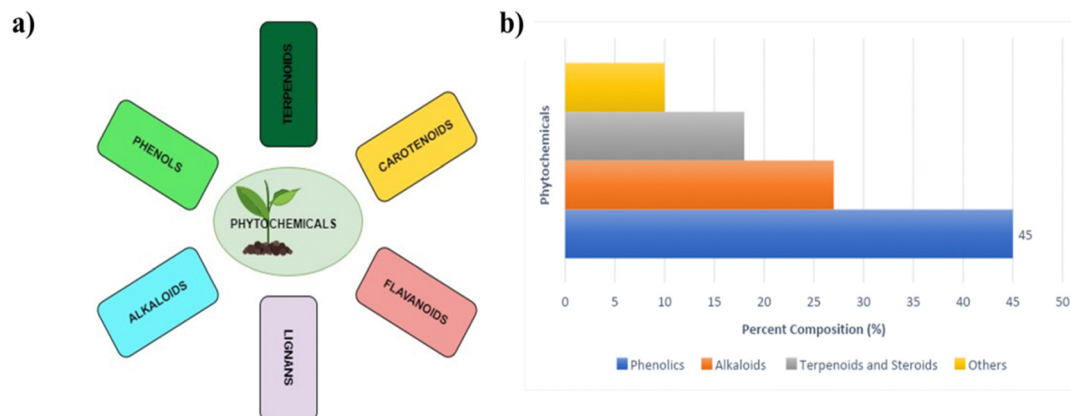 a)
TERPENOIDS
PHENOLS
CAROTENOIDS
PHYTOCHEMICALS
ALKALOIDS
FLAVANOIDS
LIGNANS
b)
Phytochemicals
45
0 5 10 15 20 25 30 35 40 45 50
Percent Composition (%)
Phenolics Alkaloids Terpenoids and Steroids Others